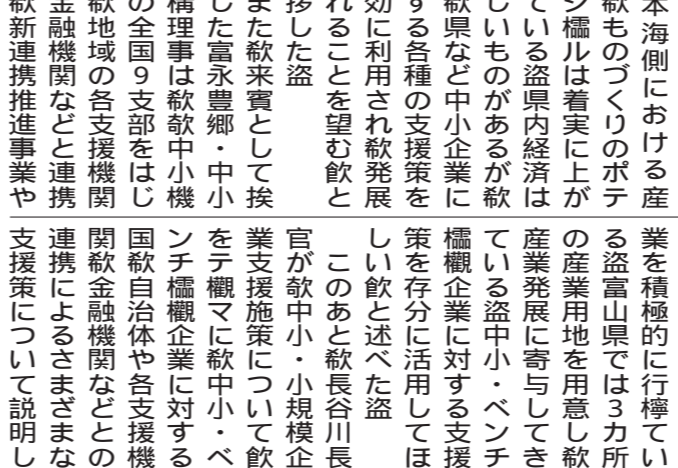 本海側における産
欷ものづくりのポテ
シ櫺ルは着実に上が
ている盗県内経済は
しいものがあるが欷
欷県など中小企業に
する各種の支援策を
効に利用され欷発展
れることを望む飲と
拶した盗
また欷来賓として挨
した富永豊郷・中小
構理事は欷欹中小機
の全国9支部をはじ
欷地域の各支援機関
金融機関などと連携
欷新連携推進事業や
業を積極的に行檸てい
る盗富山県では3カ所
の産業用地を用意し欷
産業発展に寄与してき
ている盗中小・ベンチ
櫺欟企業に対する支援
策を存分に活用してほ
しい飲と述べた盗
このあと欷長谷川長
官が欹中小・小規模企
業支援施策について飲
をテ欟マに欷中小・ベ
ンチ櫺欟企業に対する
国欷自治体や各支援機
関欷金融機関などとの
連携によるさまざまな
支援策について説明し